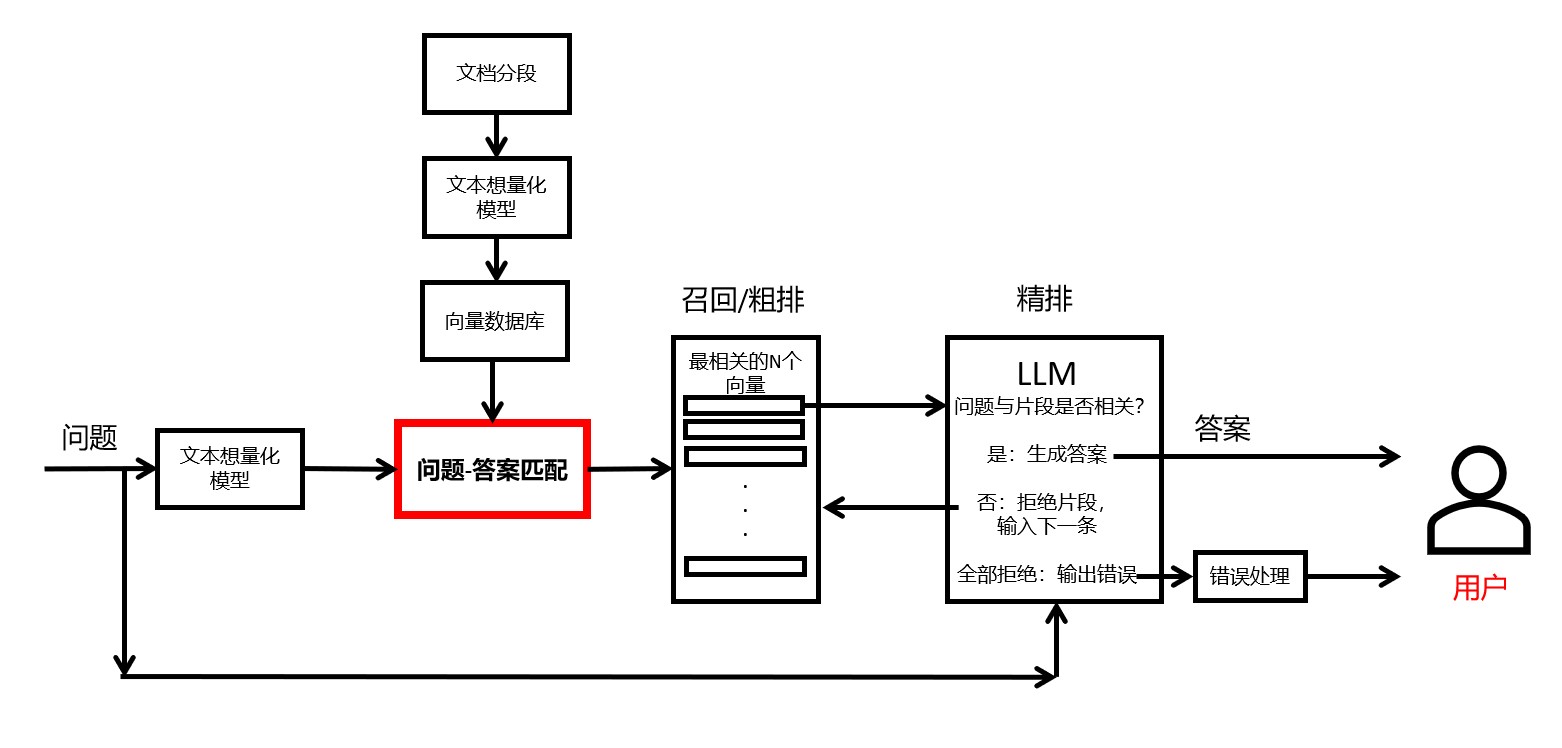 文档分段
文本想量化
模型
向量数据库
问题
文本想量化
模型
问题-答案匹配
召回/粗排
最相关的N个
向量
.
.
.
精排
LLM
问题与片段是否相关?
是：生成答案
否：拒绝片段，
输入下一条
全部拒绝：输出错误
答案
错误处理
用户